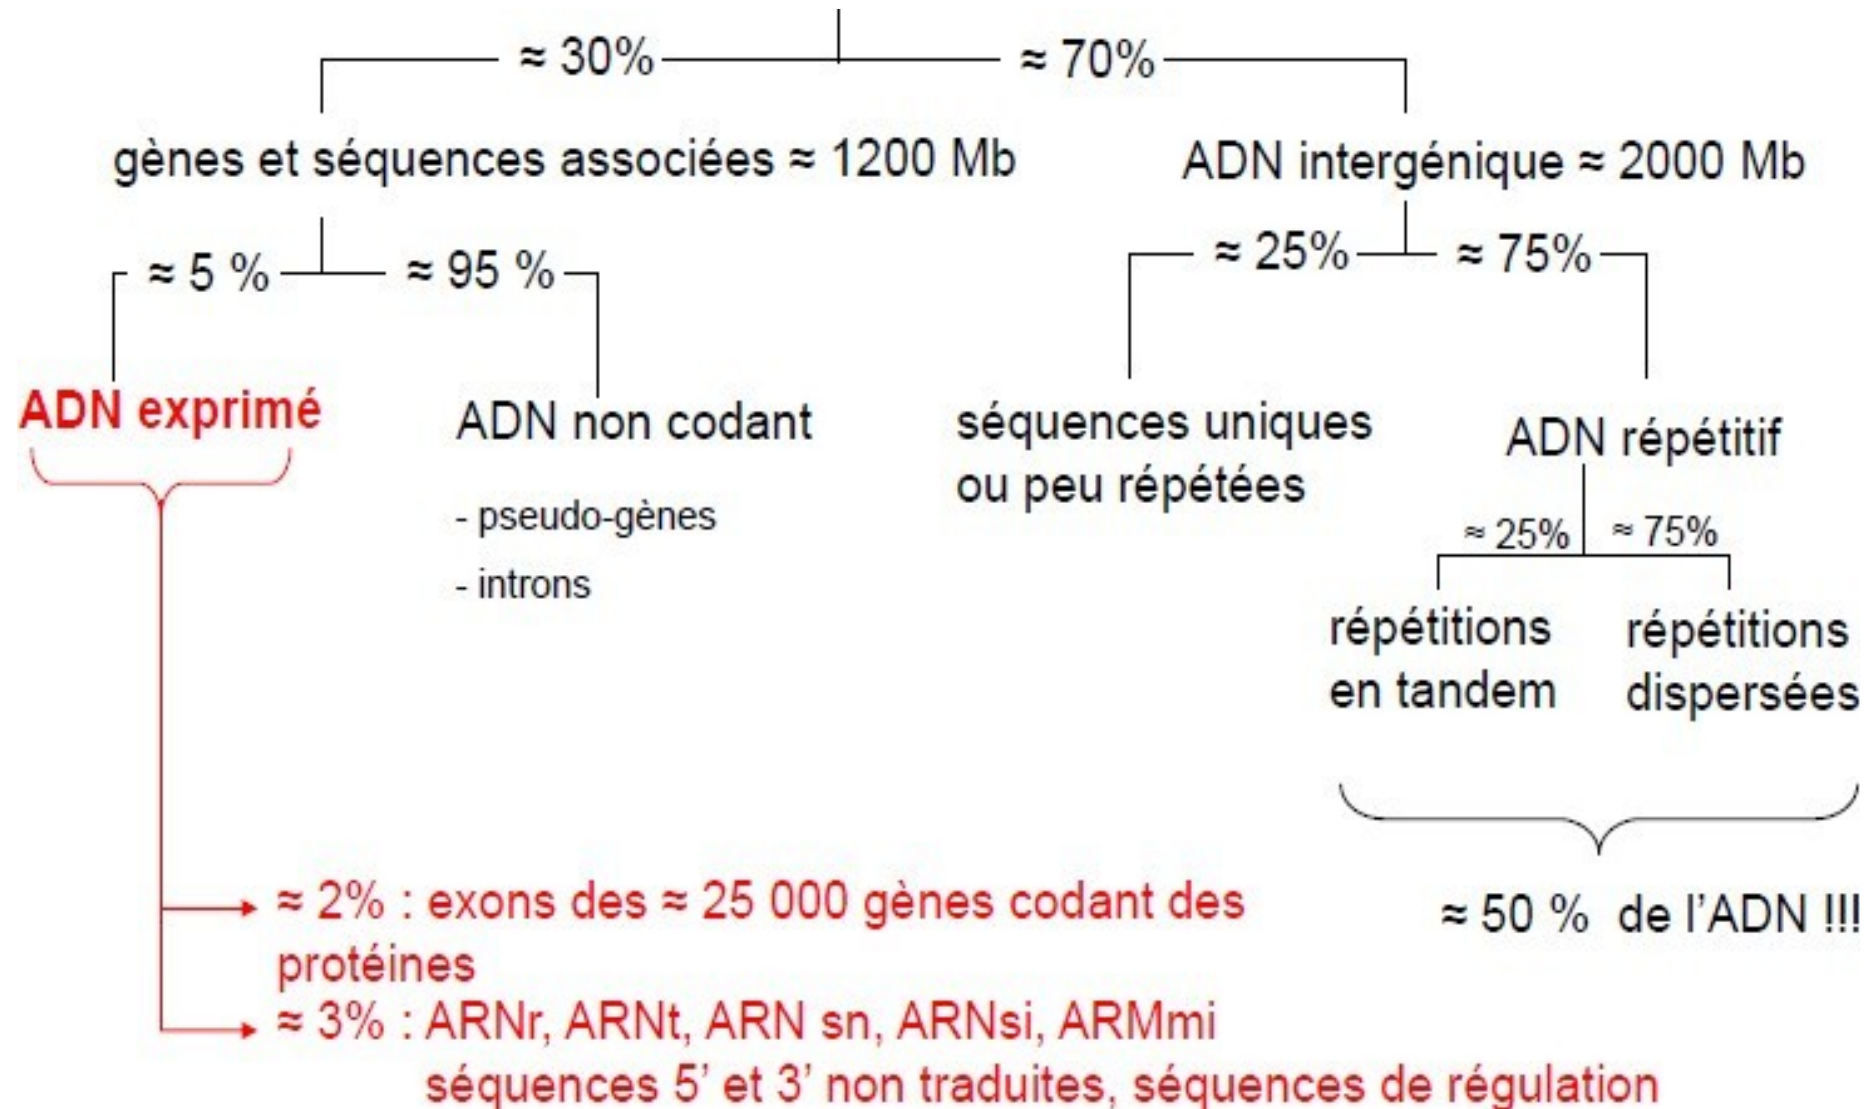 ≈ 30%
≈ 70%
gènes et séquences associées ≈ 1200 Mb
ADN intergénique ≈ 2000 Mb
≈ 5 %
≈ 95 %
≈ 25%
≈ 75%
ADN exprimé
ADN non codant
- pseudo-gènes
- introns
séquences uniques
ou peu répétées
ADN répétitif
≈ 25%
≈ 75%
répétitions
en tandem
répétitions
dispersées
≈ 50 % de l'ADN !!!
≈ 2% : exons des ≈ 25 000 gènes codant des
protéines
≈ 3% : ARNr, ARNt, ARN sn, ARNsi, ARMmi
séquences 5' et 3' non traduites, séquences de régulation